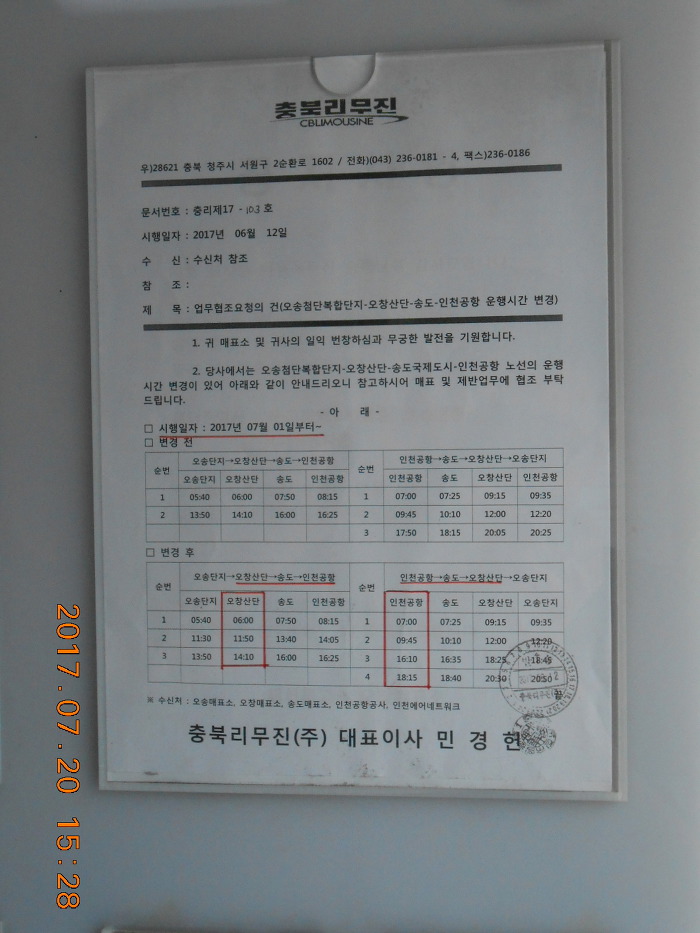 충북리무진
CBLIMOUSINE
우)28621 충북 청주시 서원구 2순환로 1602 / 전화)(043) 236-0181 - 4, 팩스)236-0186
문서번호 : 충리제17 - 103 호
시행일자 : 2017년 06월 12일
수 신 : 수신처 참조
참 조 :
제 목 : 업무협조요청의 건(오송첨단복합단지-오창산단-송도-인천공항 운행시간 변경)
1. 귀 매표소 및 귀사의 일익 번창하심과 무궁한 발전을 기원합니다.
2. 당사에서는 오송첨단복합단지-오창산단-송도국제도시-인천공항 노선의 운행
시간 변경이 있어 아래와 같이 안내드리오니 참고하시어 매표 및 제반업무에 협조 부탁
드립니다.
- 아 래 -
□ 시행일자 : 2017년 07월 01일부터~
□ 변경 전
순번 오송단지→오창산단→송도→인천공항 순번 인천공항→송도→오창산단→오송단지
오송단지 오창산단 송도 인천공항 인천공항 송도 오창산단 인천공항
1 05:40 06:00 07:50 08:15 1 07:00 07:25 09:15 09:35
2 13:50 14:10 16:00 16:25 2 09:45 10:10 12:00 12:20
3 17:50 18:15 20:05 20:25
□ 변경 후
순번 오송단지→오창산단→송도→인천공항 순번 인천공항→송도→오창산단→오송단지
오송단지 오창산단 송도 인천공항 인천공항 송도 오창산단 오송단지
1 05:40 06:00 07:50 08:15 1 07:00 07:25 09:15 09:35
2 11:30 11:50 13:40 14:05 2 09:45 10:10 12:00 12:20
3 13:50 14:10 16:00 16:25 3 16:10 16:35 18:25 18:45
4 18:15 18:40 20:30 20:50
※ 수신처 : 오송매표소, 오창매표소, 송도매표소, 인천공항공사, 인천에어네트워크
충북리무진(주) 대표이사 민 경 헌
2017.07.20 15:28